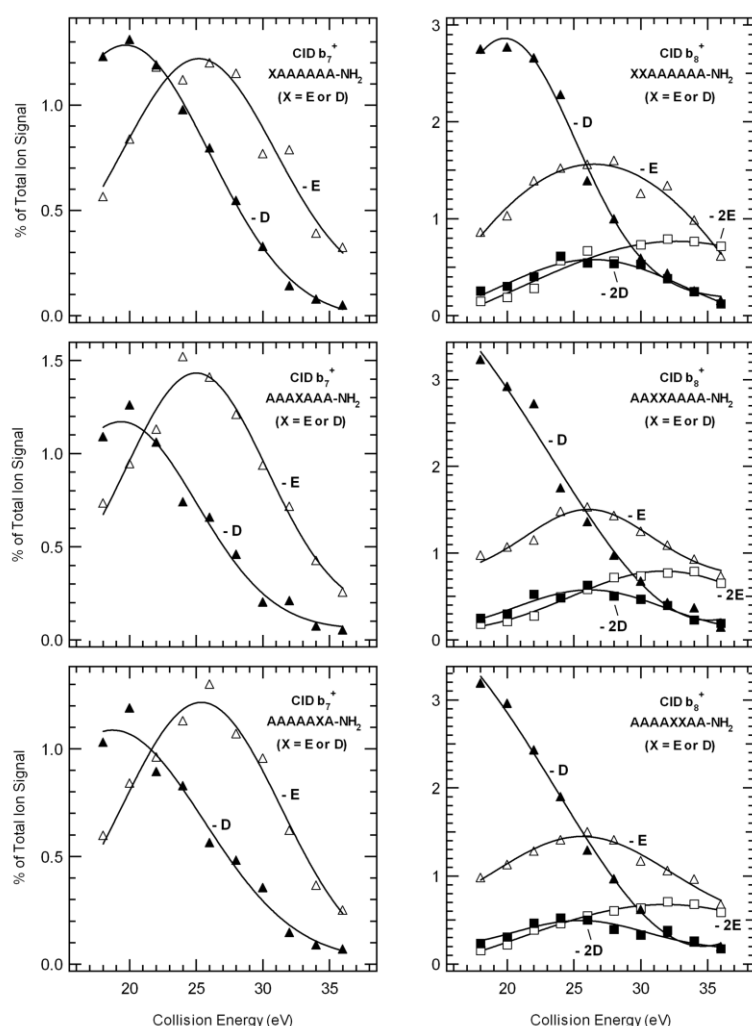 CID b7+
XAAAAAA-NH2
(X = E or D)
- D
- E
1.0
0.5
0.0
% of Total Ion Signal
CID b8+
XXAAAAAA-NH2
(X = E or D)
- D
- E
- 2E
- 2D
3
2
1
0
CID b7+
AAAXAAA-NH2
(X = E or D)
- E
- D
1.5
1.0
0.5
0.0
% of Total Ion Signal
CID b8+
AAXXAAAA-NH2
(X = E or D)
- D
- E
- 2E
- 2D
3
2
1
0
CID b7+
AAAAAXA-NH2
(X = E or D)
- E
- D
1.0
0.5
0.0
% of Total Ion Signal
20 25 30 35
Collision Energy (eV)
CID b8+
AAAAXXAA-NH2
(X = E or D)
- D
- E
- 2E
- 2D
3
2
1
0
20 25 30 35
Collision Energy (eV)